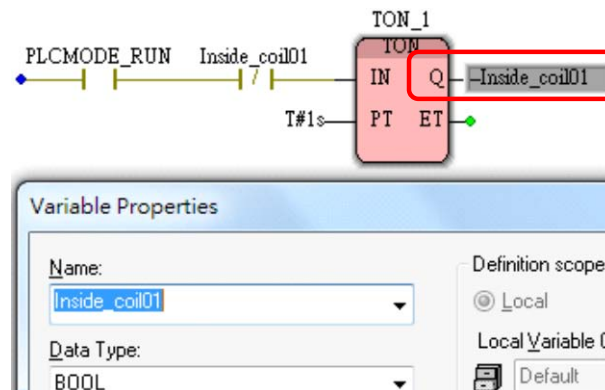 TON_1
TON
PLCMODE_RUN Inside_coil01
IN Q Inside_coil01
T#1s PT ET
Variable Properties
Name: Definition scope
Inside_coil01 Local
Data Type: Local Variable
BOOL Default